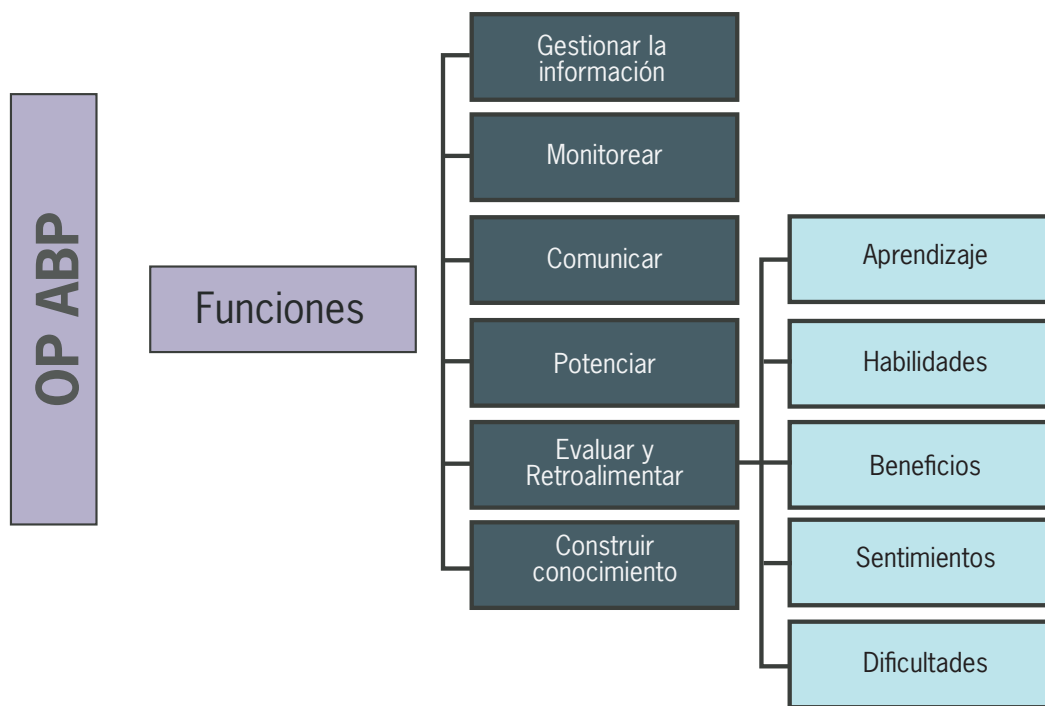 OP ABP
Funciones
Gestionar la
información
Monitorear
Comunicar
Potenciar
Evaluar y
Retroalimentar
Construir
conocimiento
Aprendizaje
Habilidades
Beneficios
Sentimientos
Dificultades